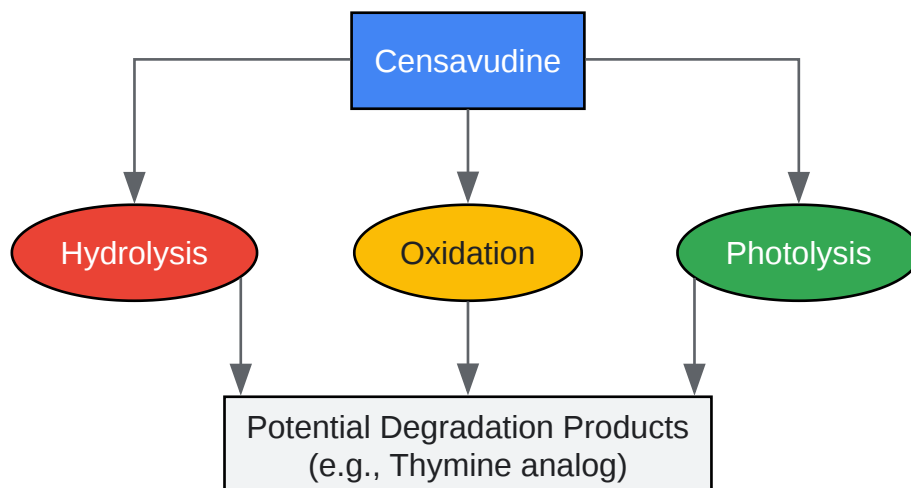 Censavudine
Hydrolysis
Oxidation
Photolysis
Potential Degradation Products
(e.g., Thymine analog)